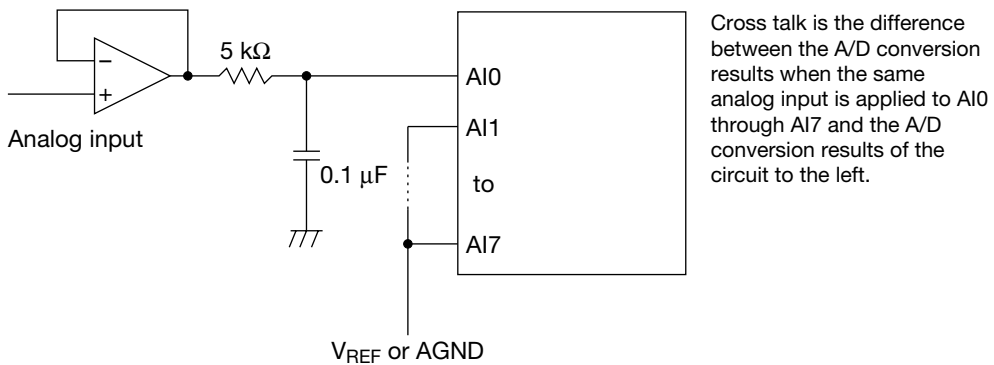 Cross talk is the difference
between the A/D conversion
results when the same
analog input is applied to AI0
through AI7 and the A/D
conversion results of the
circuit to the left.
5 kΩ
−
+
Analog input
0.1 μF
AI0
AI1
to
AI7
VREF or AGND